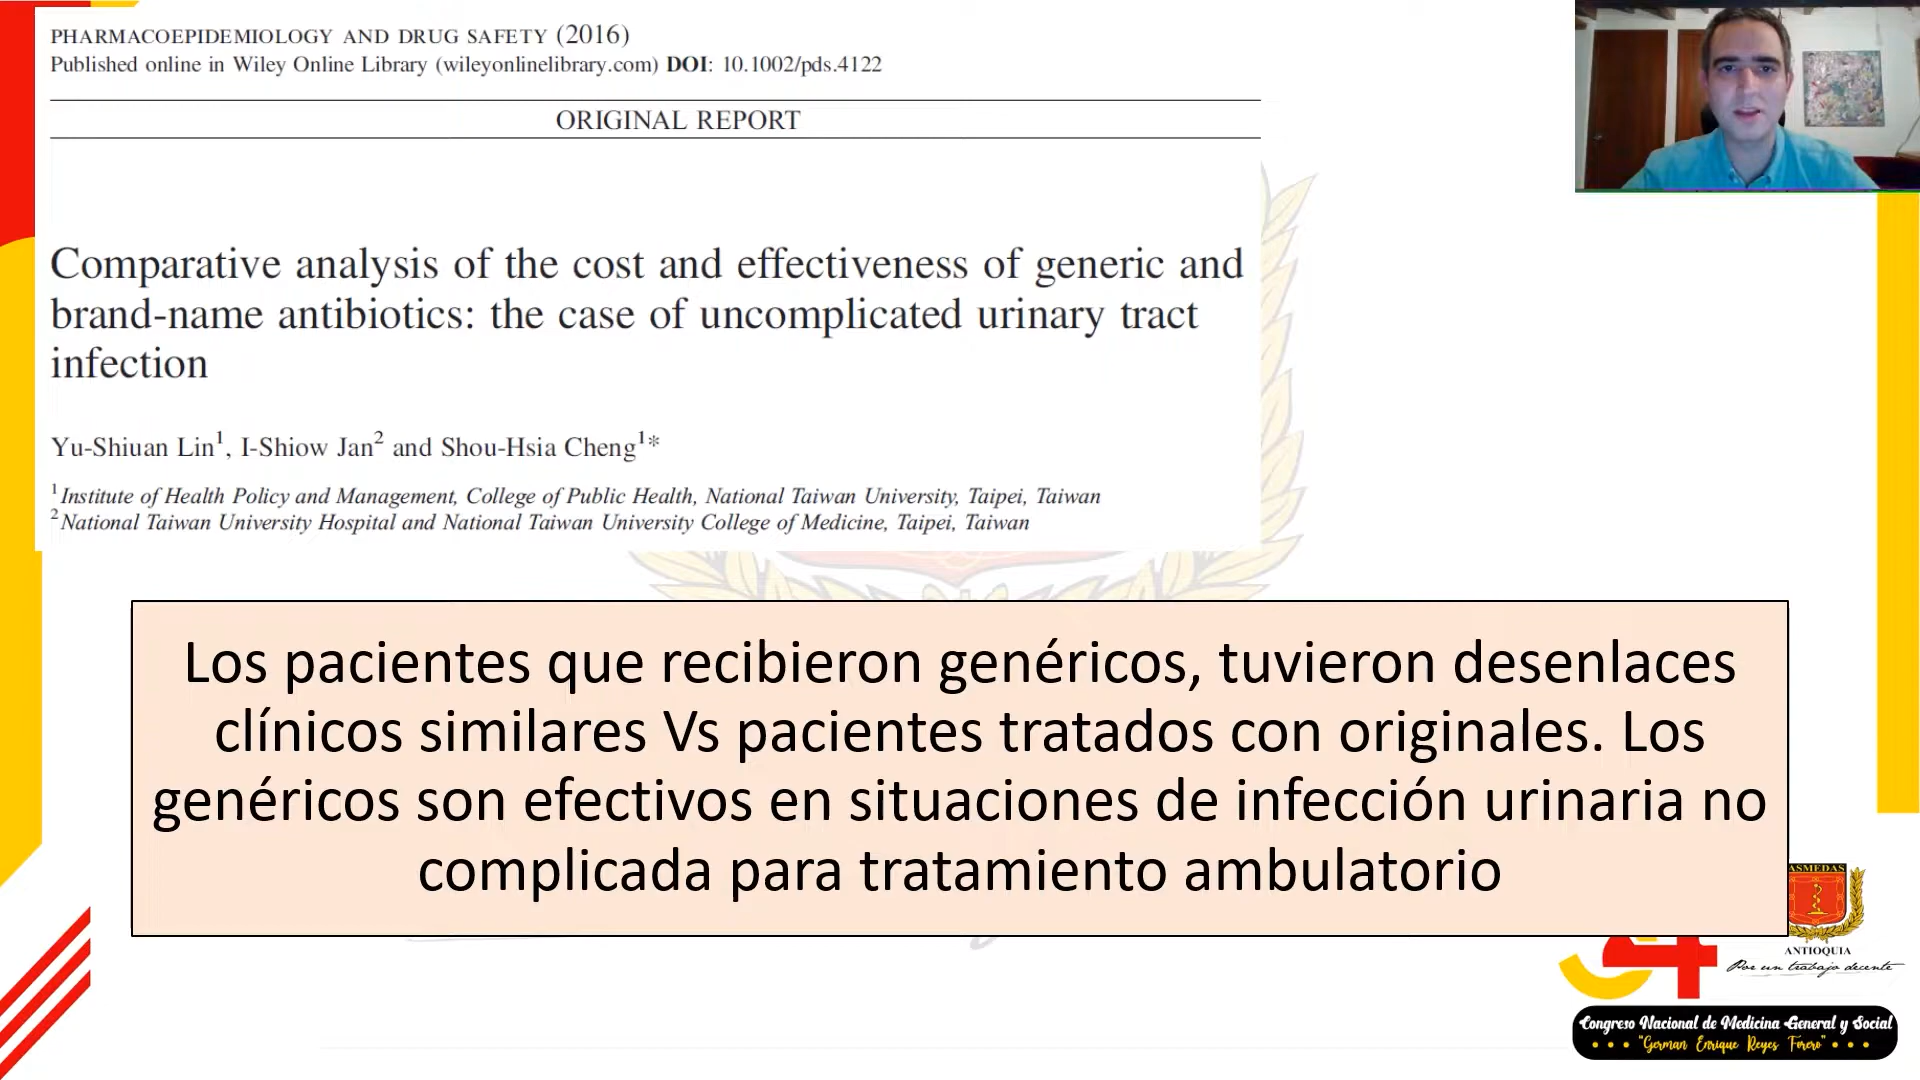 PHARMACOEPIDEMIOLOGY AND DRUG SAFETY (2016)
Published online in Wiley Online Library (wileyonlinelibrary.com) DOI: 10.1002/pds.4122
ORIGINAL REPORT
Comparative analysis of the cost and effectiveness of generic and
brand-name antibiotics: the case of uncomplicated urinary tract
infection
Yu-Shiuan Lin1, I-Shiow Jan2 and Shou-Hsia Cheng1*
1 Institute of Health Policy and Management, College of Public Health, National Taiwan University, Taipei, Taiwan
2 National Taiwan University Hospital and National Taiwan University College of Medicine, Taipei, Taiwan
Los pacientes que recibieron genéricos, tuvieron desenlaces
clínicos similares Vs pacientes tratados con originales. Los
genéricos son efectivos en situaciones de infección urinaria no
complicada para tratamiento ambulatorio
ASMEDAS
ANTIOQUIA
Por un trabajo decente
Congreso Nacional de Medicina General y Social
"German Enrique Reyes Forero"